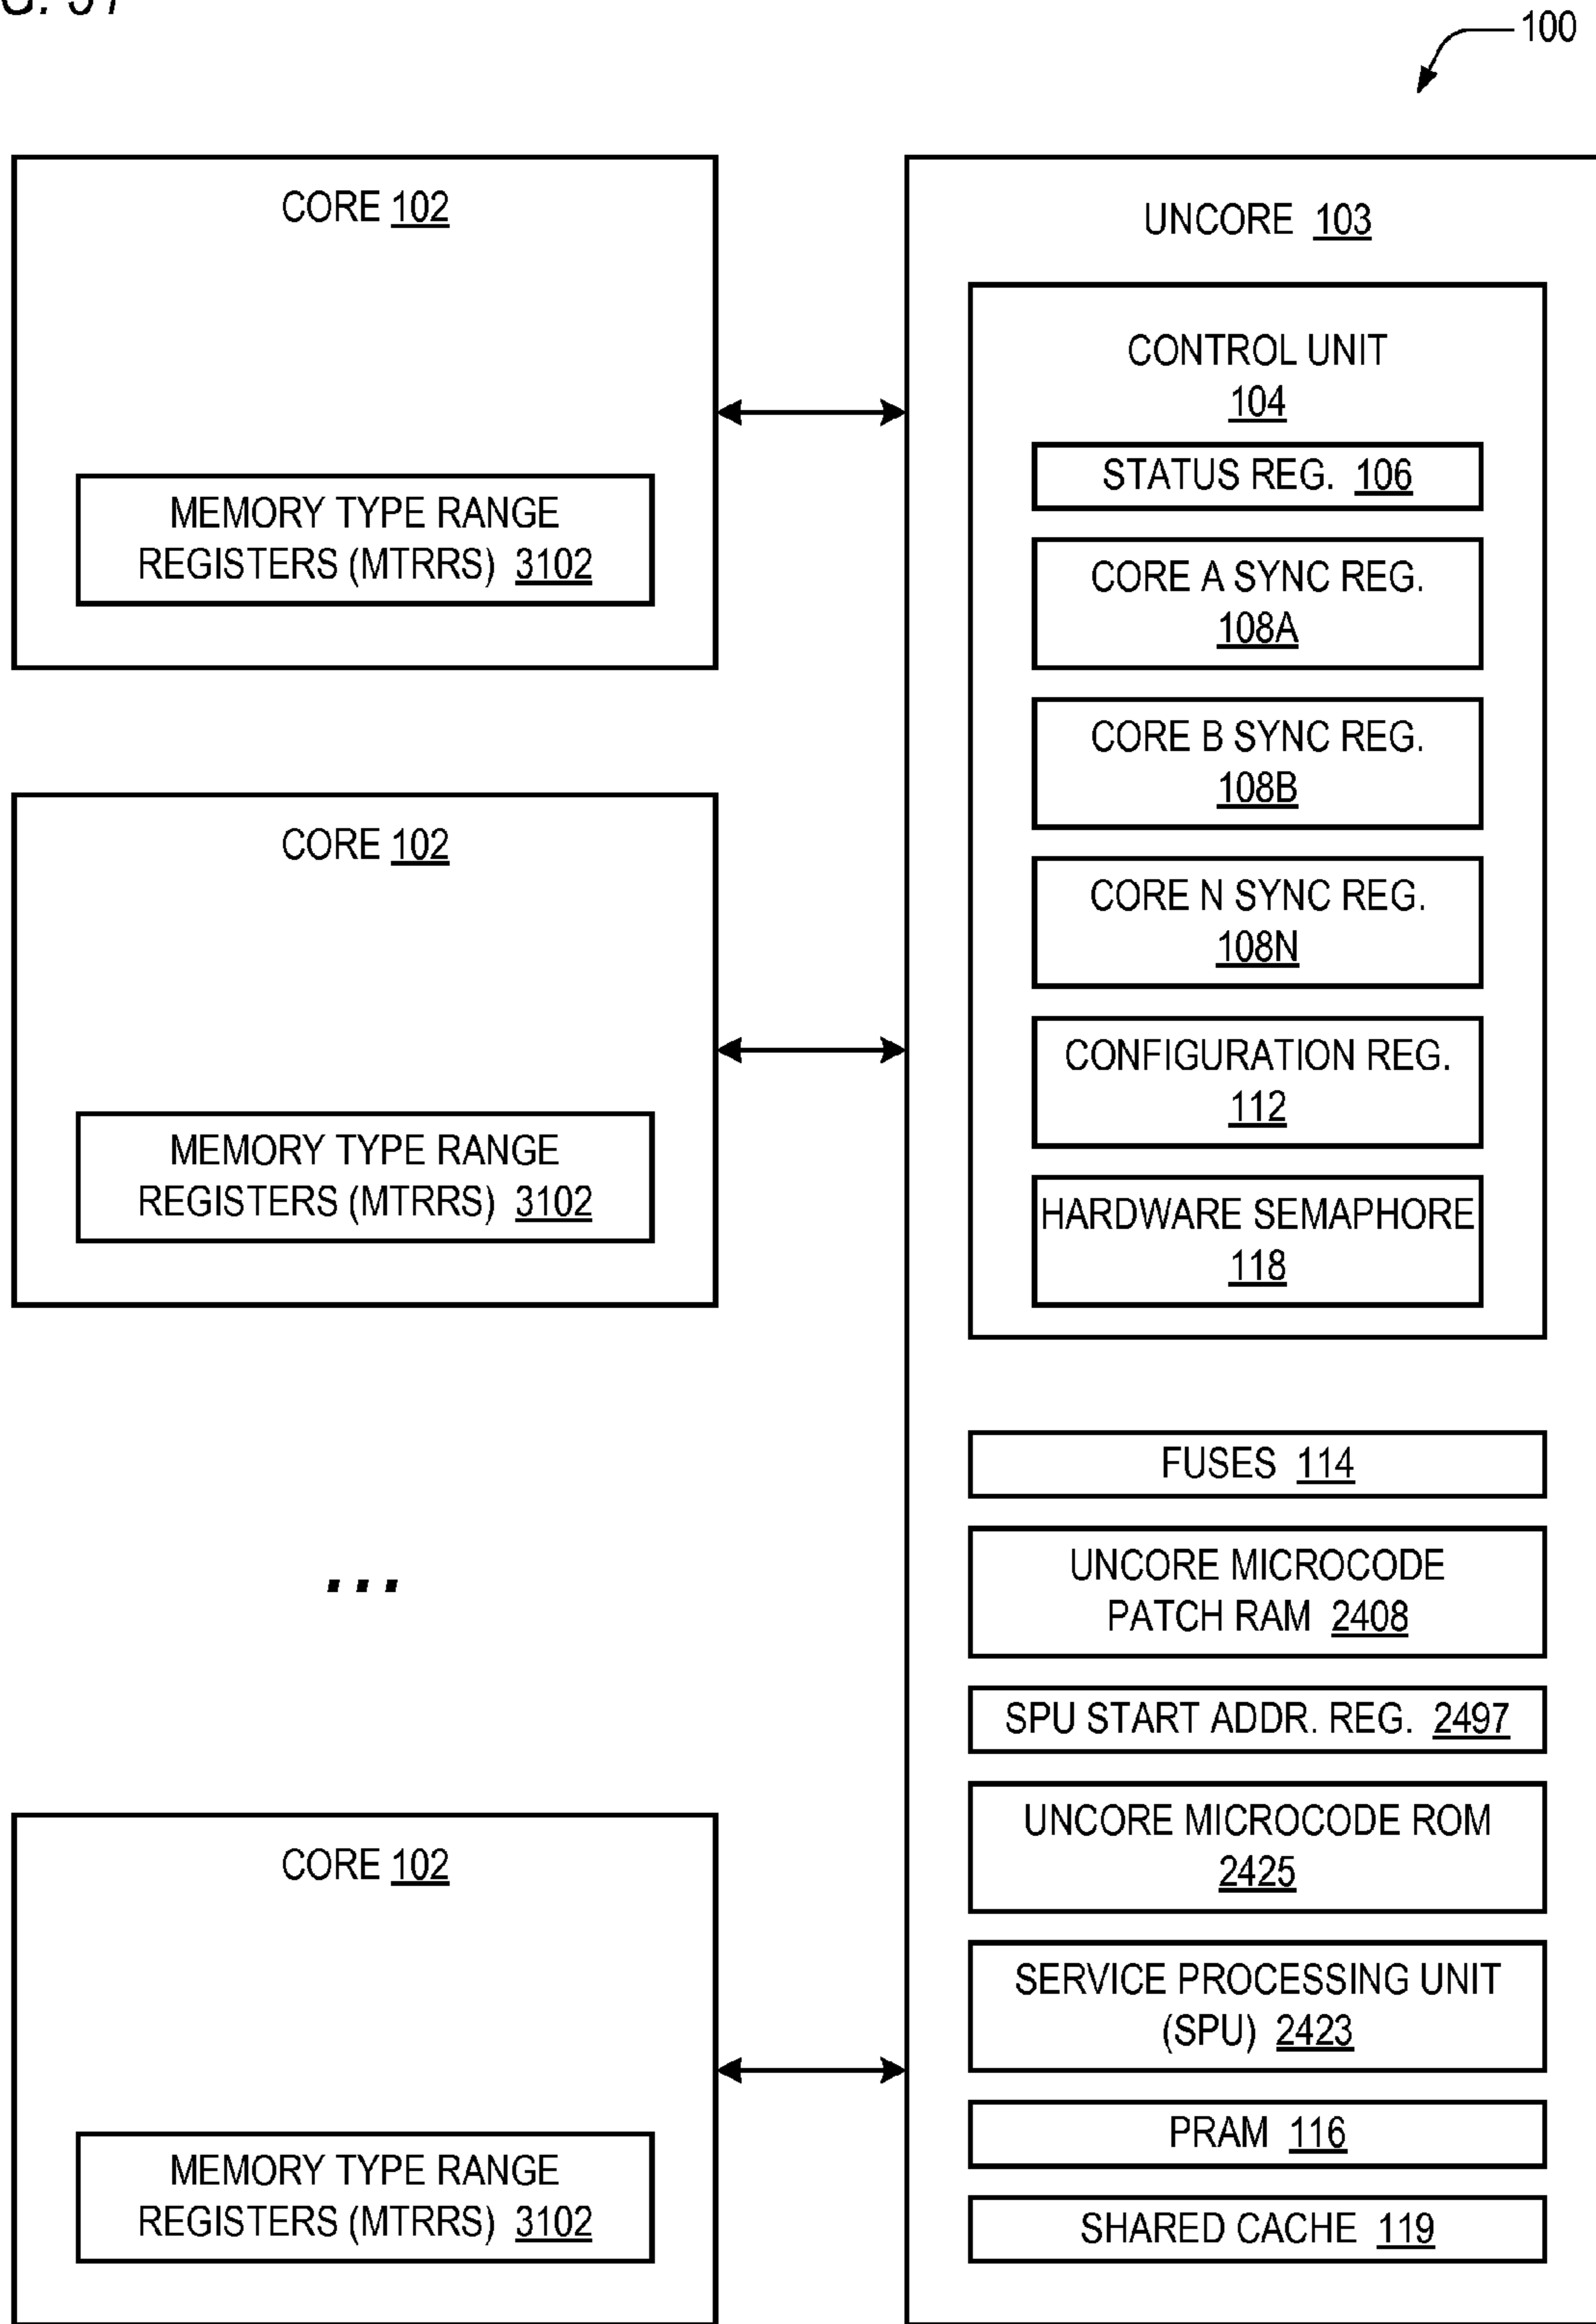 100
CORE 102
MEMORY TYPE RANGE
REGISTERS (MTRRS) 3102
CORE 102
MEMORY TYPE RANGE
REGISTERS (MTRRS) 3102
...
CORE 102
MEMORY TYPE RANGE
REGISTERS (MTRRS) 3102
UNCORE 103
CONTROL UNIT
104
STATUS REG. 106
CORE A SYNC REG.
108A
CORE B SYNC REG.
108B
CORE N SYNC REG.
108N
CONFIGURATION REG.
112
HARDWARE SEMAPHORE
118
FUSES 114
UNCORE MICROCODE
PATCH RAM 2408
SPU START ADDR. REG. 2497
UNCORE MICROCODE ROM
2425
SERVICE PROCESSING UNIT
(SPU) 2423
PRAM 116
SHARED CACHE 119